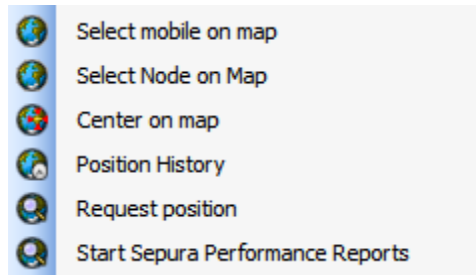 Select mobile on map
Select Node on Map
Center on map
Position History
Request position
Start Sepura Performance Reports